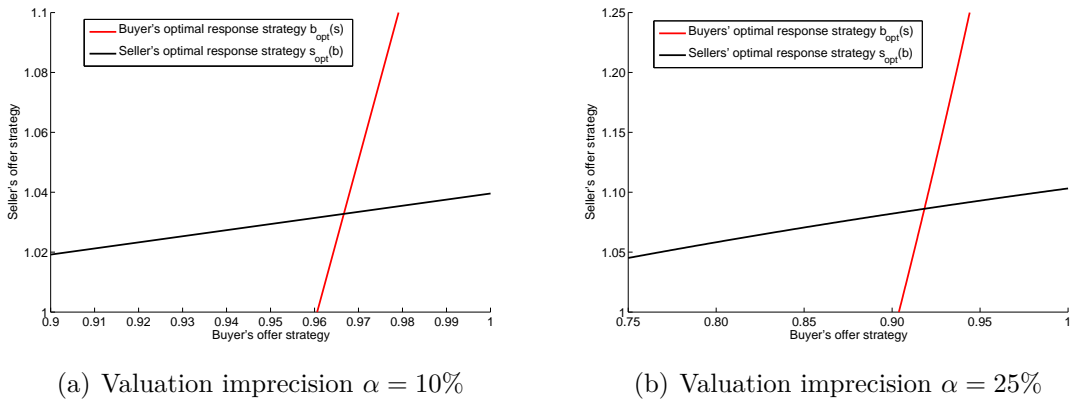 1.1
1.08
1.06
1.04
1.02
1
Seller's offer strategy
Buyer's optimal response strategy b_opt(s)
Seller's optimal response strategy s_opt(b)
0.9 0.91 0.92 0.93 0.94 0.95 0.96 0.97 0.98 0.99 1
Buyer's offer strategy
(a) Valuation imprecision α = 10%
1.25
1.20
1.15
1.10
1.05
1
Seller's offer strategy
Buyers' optimal response strategy b_opt(s)
Sellers' optimal response strategy s_opt(b)
0.75 0.80 0.85 0.90 0.95 1
Buyer's offer strategy
(b) Valuation imprecision α = 25%